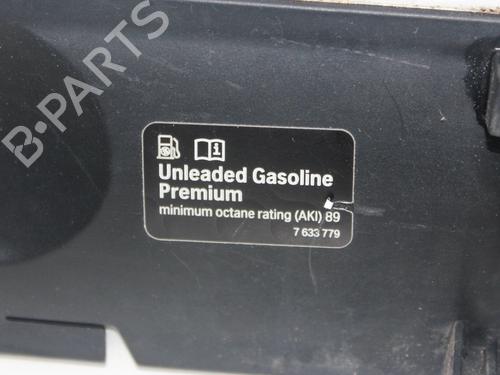 B-PARTS
Unleaded Gasoline
Premium
minimum octane rating (AKI) 89
7 633 779